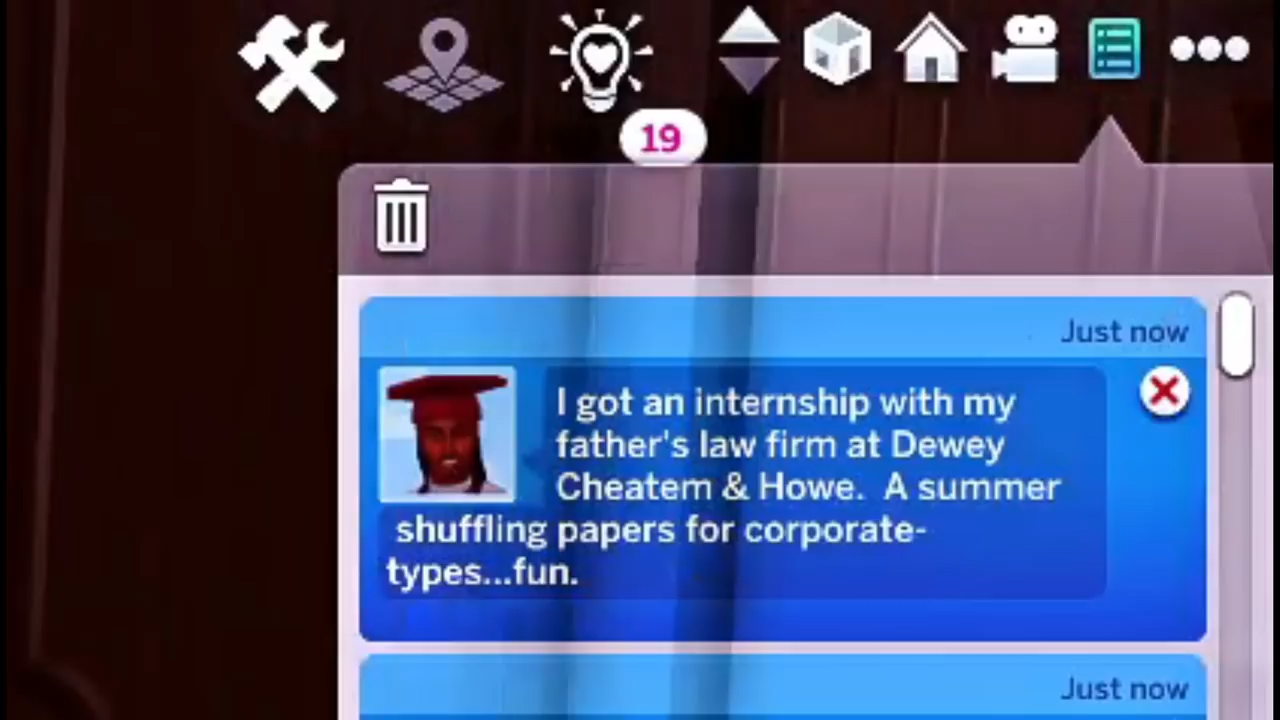 19
Just now
I got an internship with my
father's law firm at Dewey
Cheatem & Howe.  A summer
shuffling papers for corporate-
types...fun.
Just now